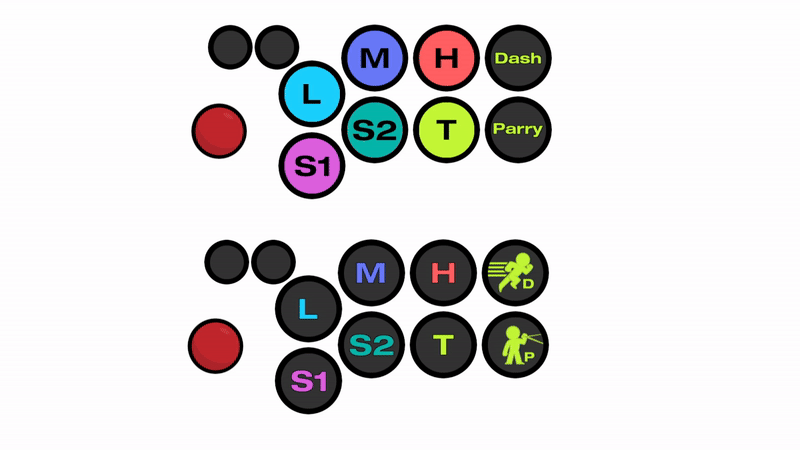 M H Dash
L
S2 T Parry
S1
M H D
L
S2 T P
S1